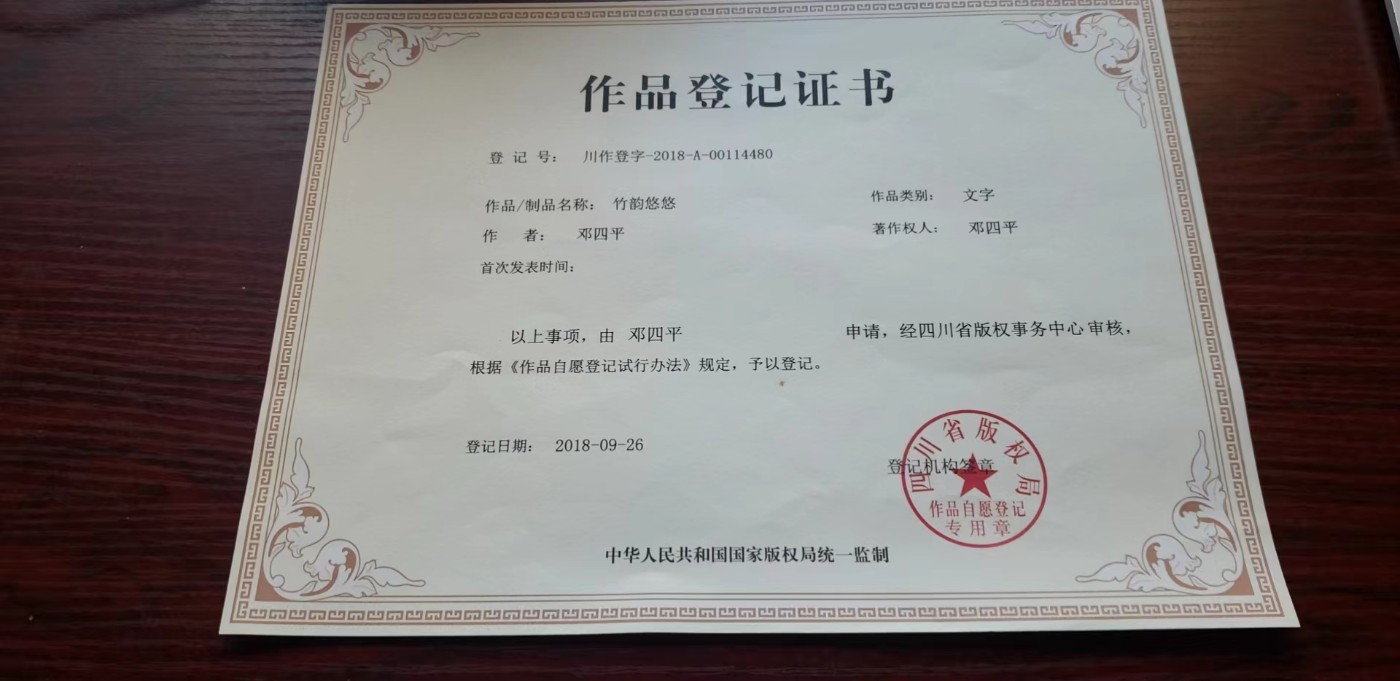 作品登记证书
登 记 号： 川作登字-2018-A-00114480
作品/制品名称： 竹韵悠悠 作品类别： 文字
作 者： 邓四平 著作权人： 邓四平
首次发表时间：
以上事项，由 邓四平 申请，经四川省版权事务中心审核，
根据《作品自愿登记试行办法》规定，予以登记。
登记日期： 2018-09-26
登记机构签章
四川省版权局
作品自愿登记
专用章
中华人民共和国国家版权局统一监制